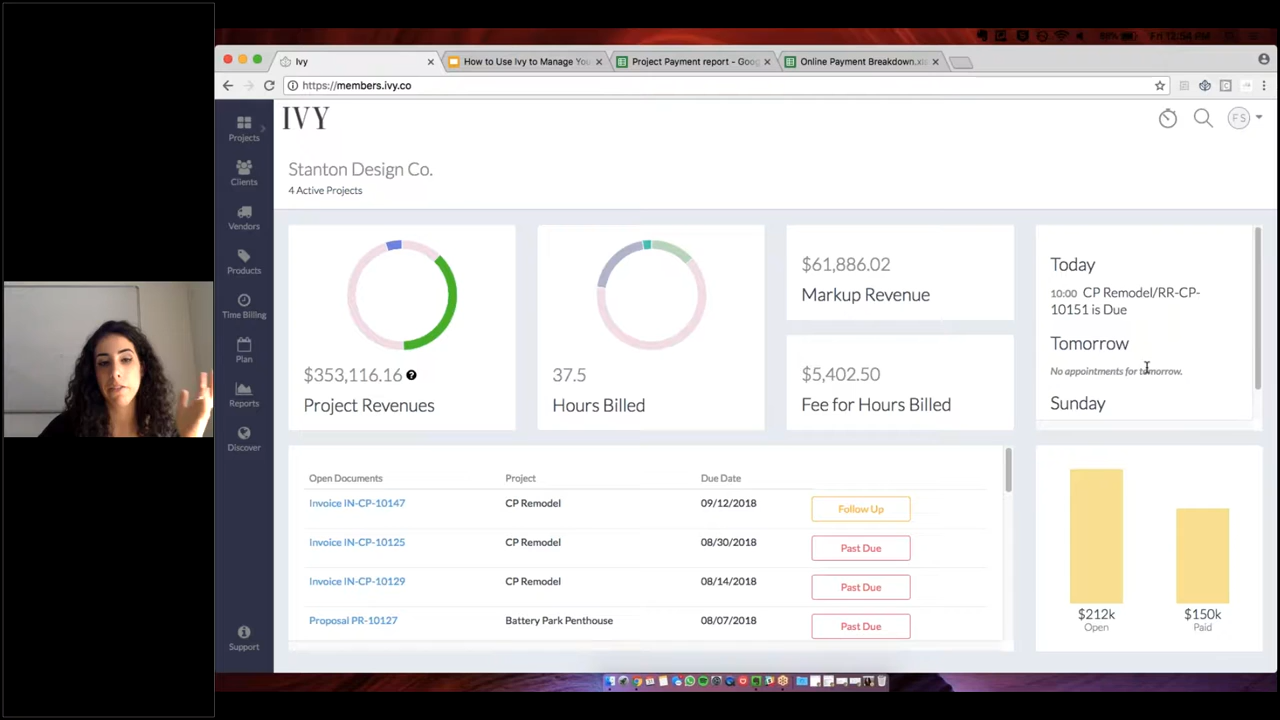 Fri 12:54 PM
Ivy
How to Use Ivy to Manage You
Project Payment report - Goog
Online Payment Breakdown.xl
https://members.ivy.co
Projects
Clients
Vendors
Products
Time Billing
Plan
Reports
Discover
Support
IVY
FS
Stanton Design Co.
4 Active Projects
$353,116.16
Project Revenues
37.5
Hours Billed
$61,886.02
Markup Revenue
$5,402.50
Fee for Hours Billed
Today
10:00 CP Remodel/RR-CP-
10151 is Due
Tomorrow
No appointments for tomorrow.
Sunday
Open Documents Project Due Date
Invoice IN-CP-10147 CP Remodel 09/12/2018 Follow Up
Invoice IN-CP-10125 CP Remodel 08/30/2018 Past Due
Invoice IN-CP-10129 CP Remodel 08/14/2018 Past Due
Proposal PR-10127 Battery Park Penthouse 08/07/2018 Past Due
$212k
Open
$150k
Paid